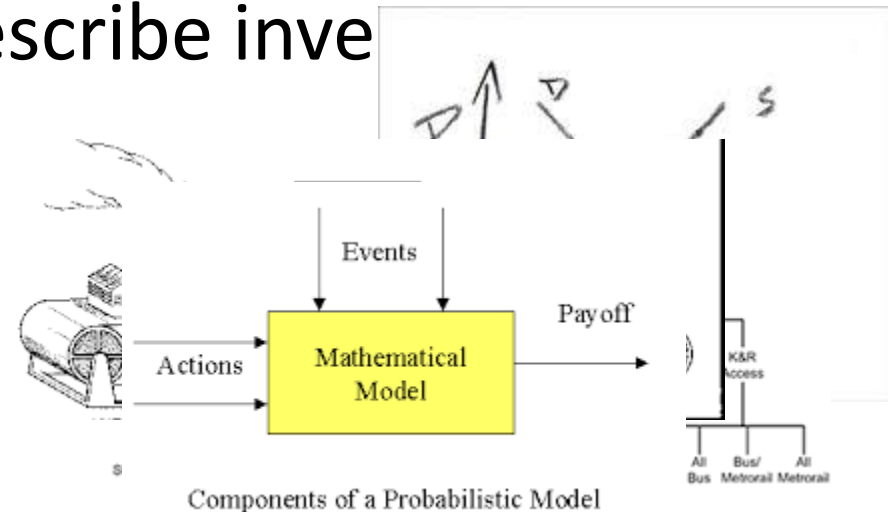 escribe inve
P D S
Events
Payoff
K&R
Access
Actions
Mathematical
Model
All Bus/ All
Bus Metrorail Metrorail
S
Components of a Probabilistic Model